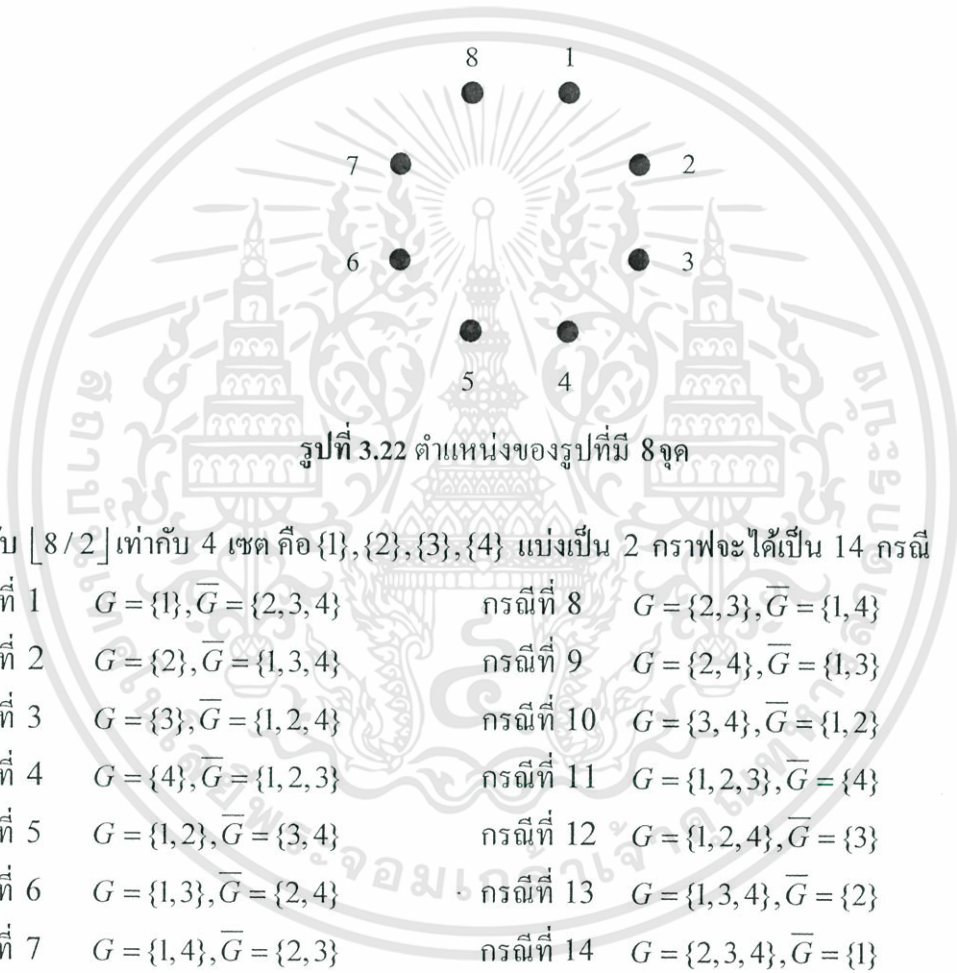 8 1
7 2
6 3
5 4
รูปที่ 3.22 ตำแหน่งของรูปที่มี 8จุด
⌊8/2⌋เท่ากับ 4 เซต คือ{1},{2},{3},{4} แบ่งเป็น 2 กราฟจะได้เป็น 14 กรณี
ที่ 1 G={1},G̅={2,3,4} กรณีที่ 8 G={2,3},G̅={1,4}
ที่ 2 G={2},G̅={1,3,4} กรณีที่ 9 G={2,4},G̅={1,3}
ที่ 3 G={3},G̅={1,2,4} กรณีที่ 10 G={3,4},G̅={1,2}
ที่ 4 G={4},G̅={1,2,3} กรณีที่ 11 G={1,2,3},G̅={4}
ที่ 5 G={1,2},G̅={3,4} กรณีที่ 12 G={1,2,4},G̅={3}
ที่ 6 G={1,3},G̅={2,4} กรณีที่ 13 G={1,3,4},G̅={2}
ที่ 7 G={1,4},G̅={2,3} กรณีที่ 14 G={2,3,4},G̅={1}